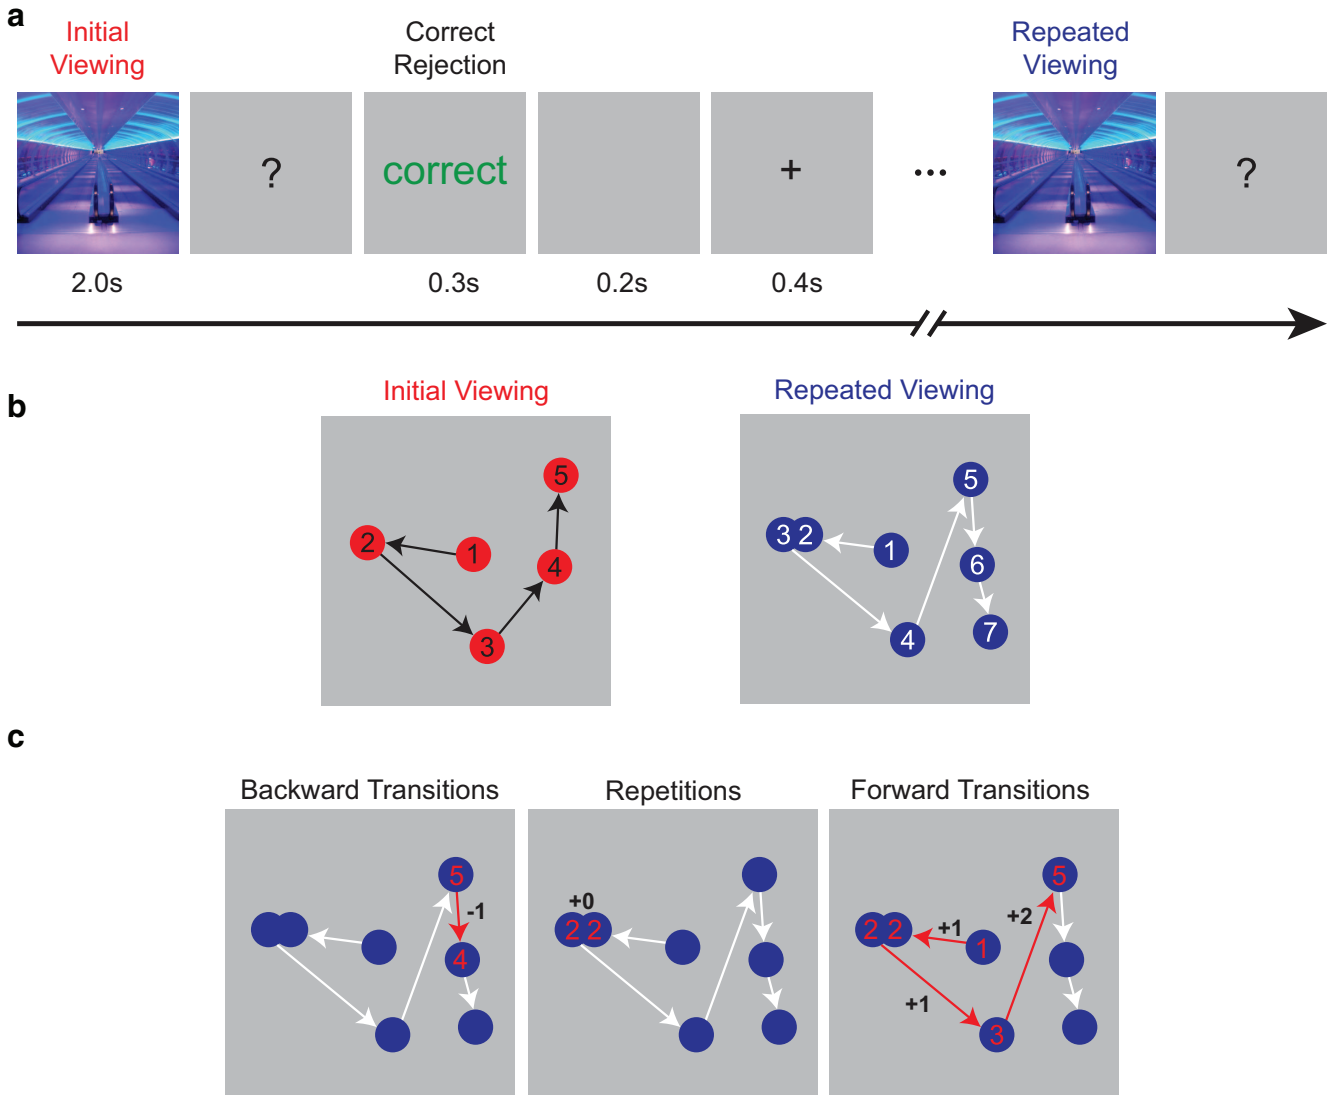 a
Initial
Viewing
Correct
Rejection
Repeated
Viewing
?
correct
+
...
?
2.0s
0.3s
0.2s
0.4s
b
Initial Viewing
Repeated Viewing
5
2
1
4
3
5
3 2
1
6
4
7
c
Backward Transitions
Repetitions
Forward Transitions
5
-1
4
+0
2 2
5
+2
2 2
+1
1
+1
3